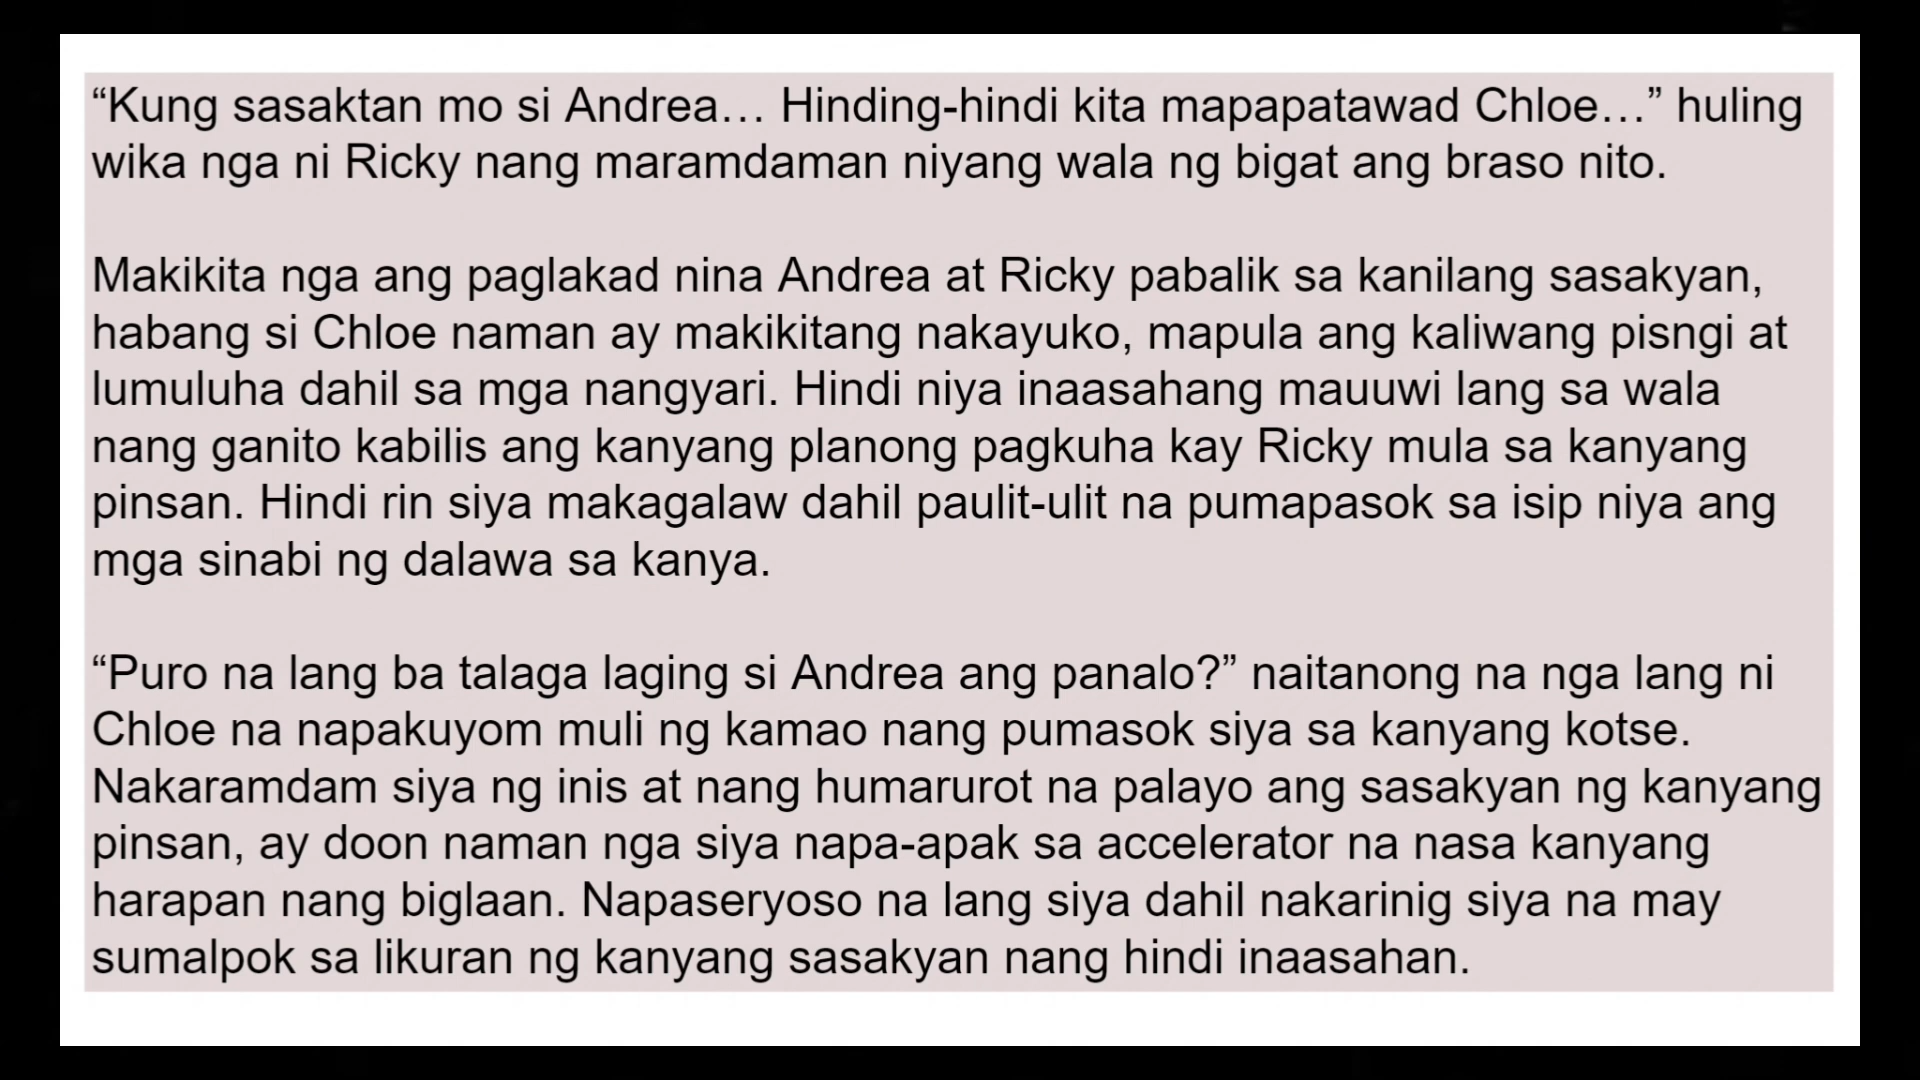 “Kung sasaktan mo si Andrea… Hinding-hindi kita mapapatawad Chloe…” huling
wika nga ni Ricky nang maramdaman niyang wala ng bigat ang braso nito.
Makikita nga ang paglakad nina Andrea at Ricky pabalik sa kanilang sasakyan,
habang si Chloe naman ay makikitang nakayuko, mapula ang kaliwang pisngi at
lumuluha dahil sa mga nangyari. Hindi niya inaasahang mauuwi lang sa wala
nang ganito kabilis ang kanyang planong pagkuha kay Ricky mula sa kanyang
pinsan. Hindi rin siya makagalaw dahil paulit-ulit na pumapasok sa isip niya ang
mga sinabi ng dalawa sa kanya.
“Puro na lang ba talaga laging si Andrea ang panalo?” naitanong na nga lang ni
Chloe na napakuyom muli ng kamao nang pumasok siya sa kanyang kotse.
Nakaramdam siya ng inis at nang humarurot na palayo ang sasakyan ng kanyang
pinsan, ay doon naman nga siya napa-apak sa accelerator na nasa kanyang
harapan nang biglaan. Napaseryoso na lang siya dahil nakarinig siya na may
sumalpok sa likuran ng kanyang sasakyan nang hindi inaasahan.